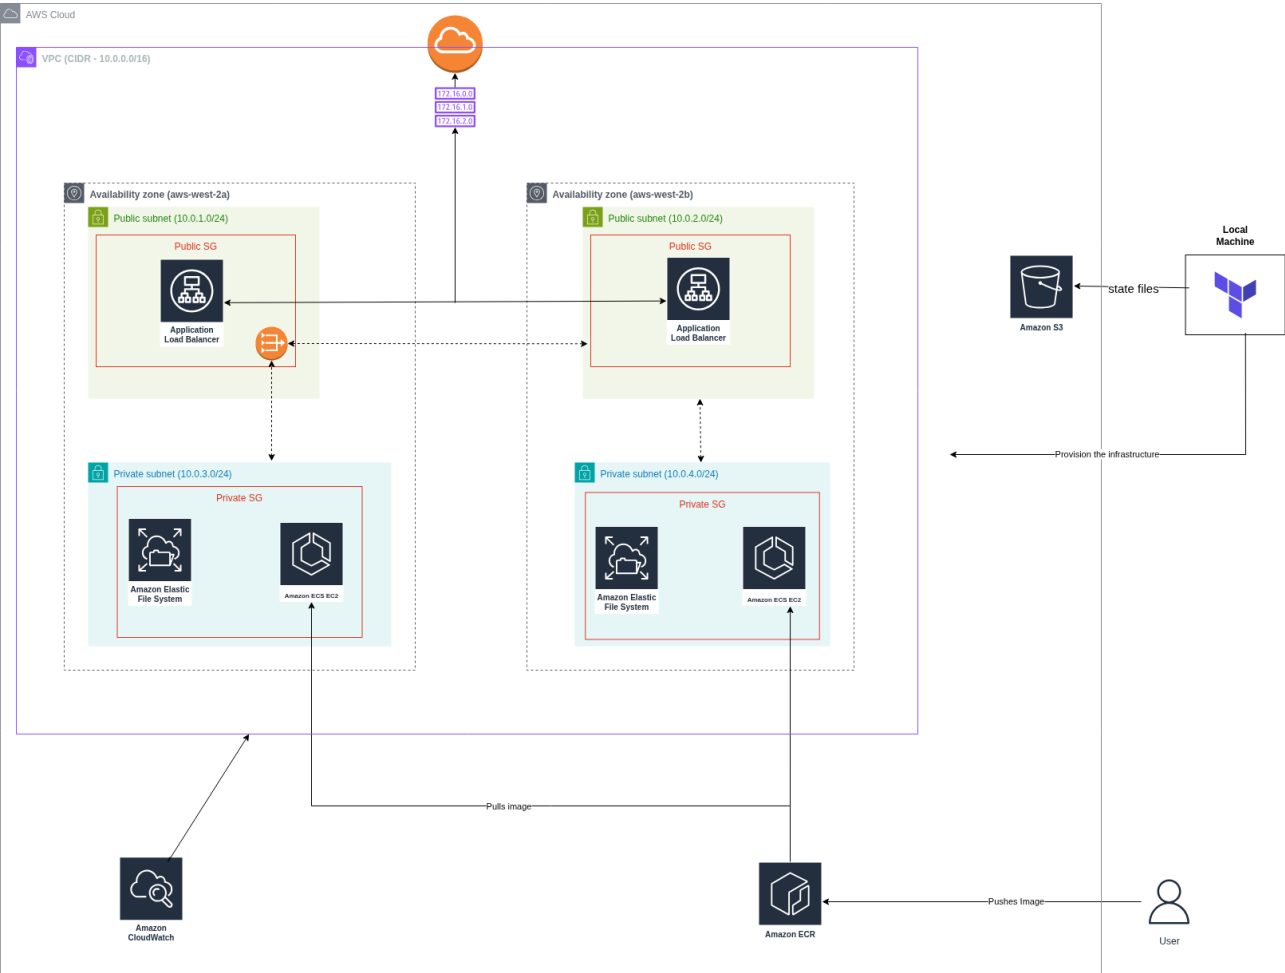 AWS Cloud
VPC (CIDR - 10.0.0.0/16)
172.16.0.0
172.16.1.0
172.16.2.0
Availability zone (aws-west-2a)
Public subnet (10.0.1.0/24)
Public SG
Application
Load Balancer
Availability zone (aws-west-2b)
Public subnet (10.0.2.0/24)
Public SG
Application
Load Balancer
Private subnet (10.0.3.0/24)
Private SG
Amazon Elastic
File System
Amazon ECS EC2
Private subnet (10.0.4.0/24)
Private SG
Amazon Elastic
File System
Amazon ECS EC2
Local
Machine
state files
Amazon S3
Provision the infrastructure
Pulls image
Amazon
CloudWatch
Amazon ECR
Pushes Image
User